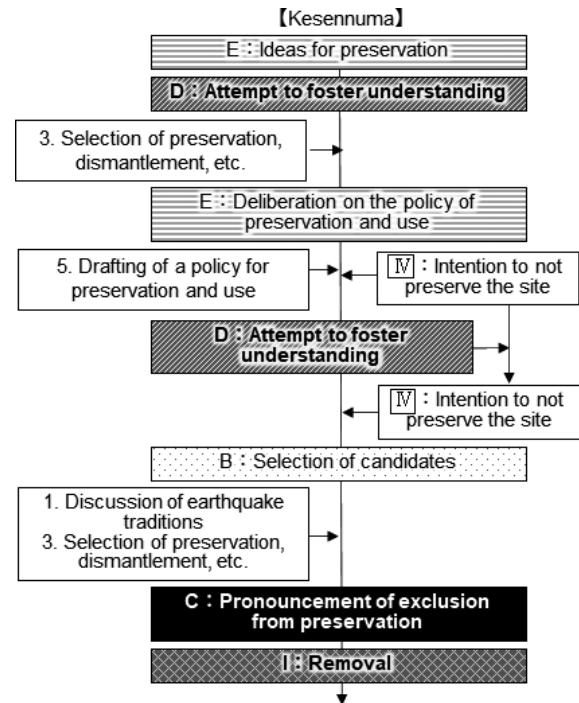 【Kesennuma】
E：Ideas for preservation
D：Attempt to foster understanding
3. Selection of preservation,
dismantlement, etc.
E：Deliberation on the policy of
preservation and use
5. Drafting of a policy for
preservation and use
Ⅳ：Intention to not
preserve the site
D：Attempt to foster
understanding
Ⅳ：Intention to not
preserve the site
B：Selection of candidates
1. Discussion of earthquake
traditions
3. Selection of preservation,
dismantlement, etc.
C：Pronouncement of exclusion
from preservation
I：Removal